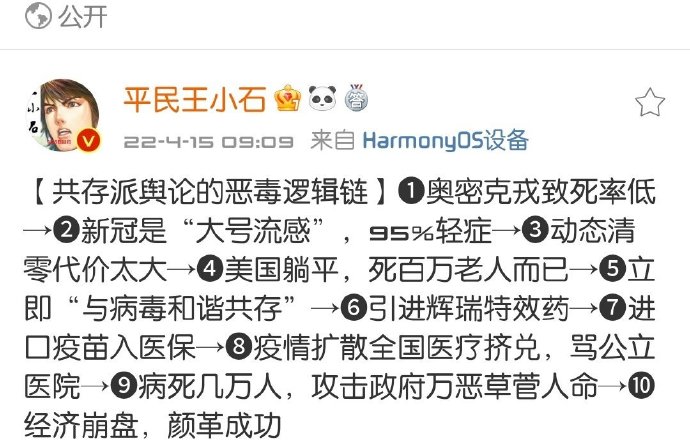 公开
平民王小石
22-4-15 09:09 来自 HarmonyOS设备
【共存派舆论的恶毒逻辑链】❶奥密克戎致死率低
→❷新冠是“大号流感”，95%轻症→❸动态清
零代价太大→❹美国躺平，死百万老人而已→❺立
即“与病毒和谐共存”→❻引进辉瑞特效药→❼进
口疫苗入医保→❽疫情扩散全国医疗挤兑，骂公立
医院→❾病死几万人，攻击政府万恶草菅人命→❿
经济崩盘，颜革成功